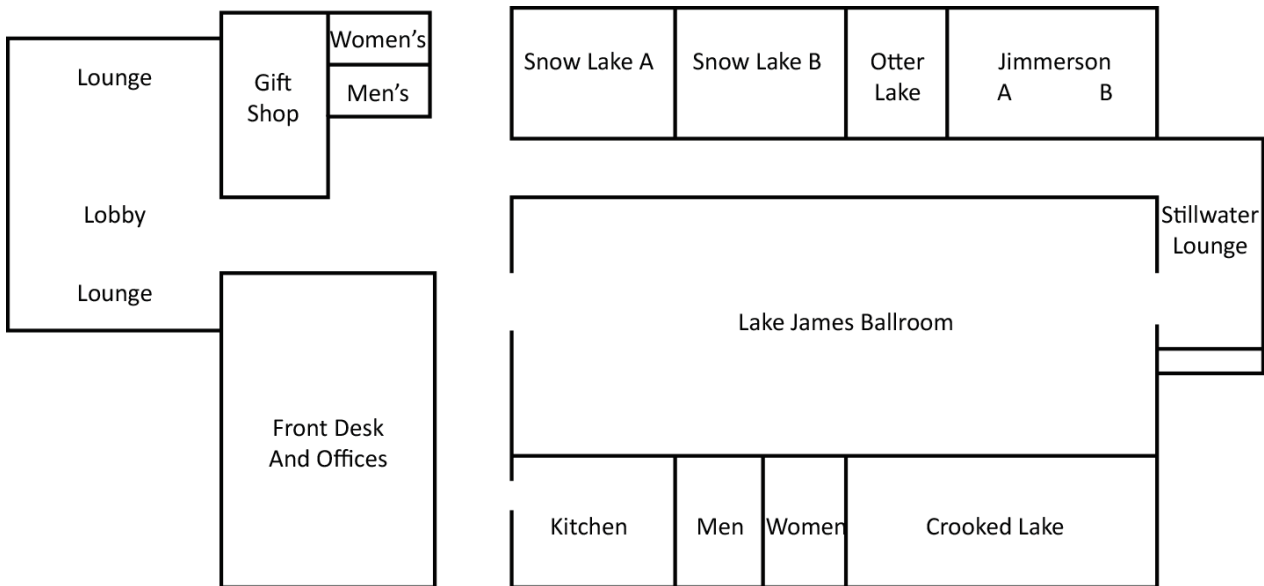 Lounge
Gift
Shop
Women's
Men's
Snow Lake A
Snow Lake B
Otter
Lake
Jimmerson
A B
Lobby
Stillwater
Lounge
Lounge
Lake James Ballroom
Front Desk
And Offices
Kitchen
Men
Women
Crooked Lake